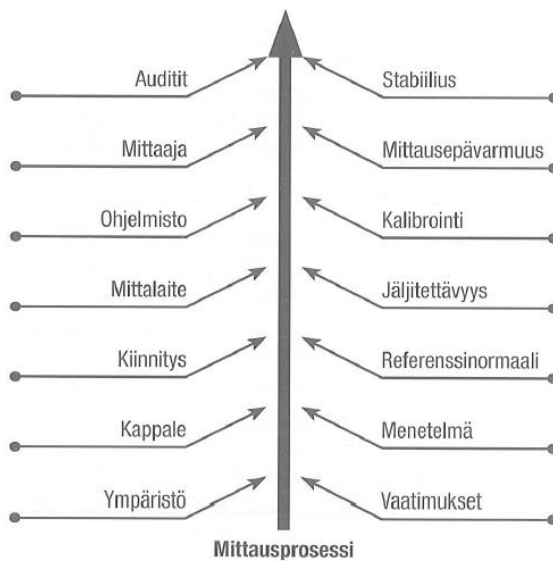 Auditit
Stabiilius
Mittaaja
Mittausepävarmuus
Ohjelmisto
Kalibrointi
Mittalaite
Jäljitettävyys
Kiinnitys
Referenssinormaali
Kappale
Menetelmä
Ympäristö
Vaatimukset
Mittausprosessi